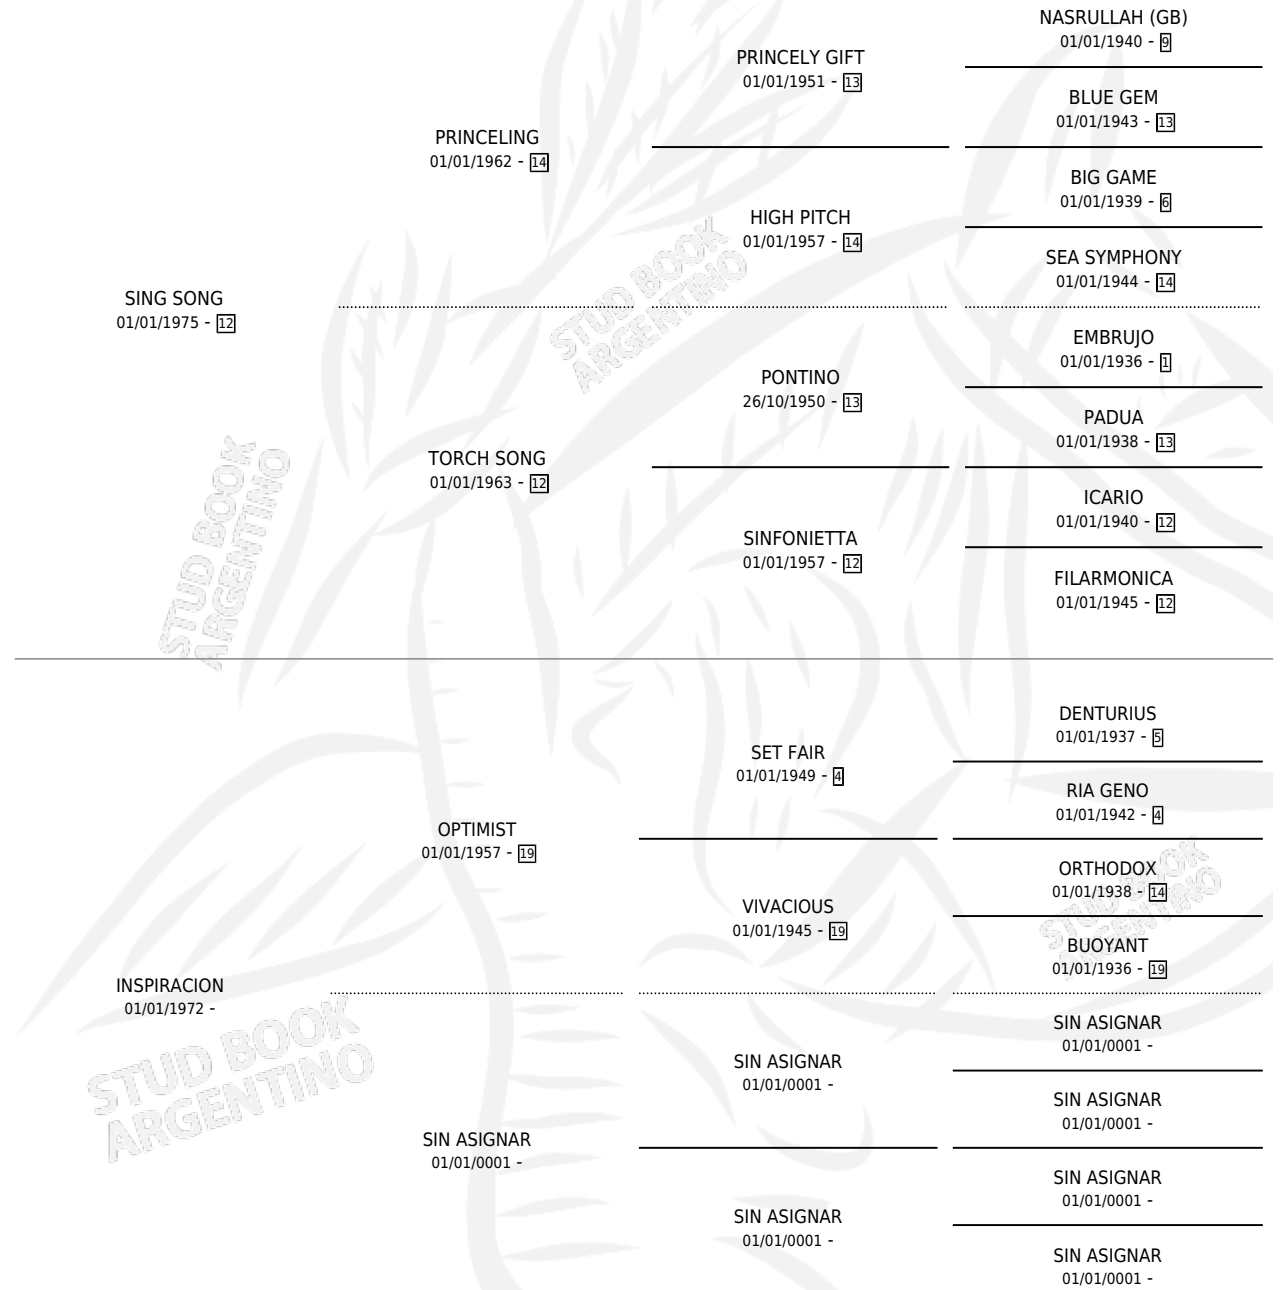 NASRULLAH (GB)
01/01/1940 - 9
PRINCELY GIFT
01/01/1951 - 13
BLUE GEM
01/01/1943 - 13
PRINCELING
01/01/1962 - 14
BIG GAME
01/01/1939 - 6
HIGH PITCH
01/01/1957 - 14
SEA SYMPHONY
01/01/1944 - 14
SING SONG
01/01/1975 - 12
EMBRUJO
01/01/1936 - 1
PONTINO
26/10/1950 - 13
PADUA
01/01/1938 - 13
TORCH SONG
01/01/1963 - 12
ICARIO
01/01/1940 - 12
SINFONIETTA
01/01/1957 - 12
FILARMONICA
01/01/1945 - 12
STUD BOOK
ARGENTINO
STUD BOOK
ARGENTINO
DENTURIUS
01/01/1937 - 5
SET FAIR
01/01/1949 - 4
RIA GENO
01/01/1942 - 4
OPTIMIST
01/01/1957 - 19
ORTHODOX
01/01/1938 - 14
VIVACIOUS
01/01/1945 - 19
BUOYANT
01/01/1936 - 19
STUD BOOK
ARGENTINO
INSPIRACION
01/01/1972 -
SIN ASIGNAR
01/01/0001 -
SIN ASIGNAR
01/01/0001 -
SIN ASIGNAR
01/01/0001 -
SIN ASIGNAR
01/01/0001 -
SIN ASIGNAR
01/01/0001 -
SIN ASIGNAR
01/01/0001 -
SIN ASIGNAR
01/01/0001 -
STUD BOOK
ARGENTINO